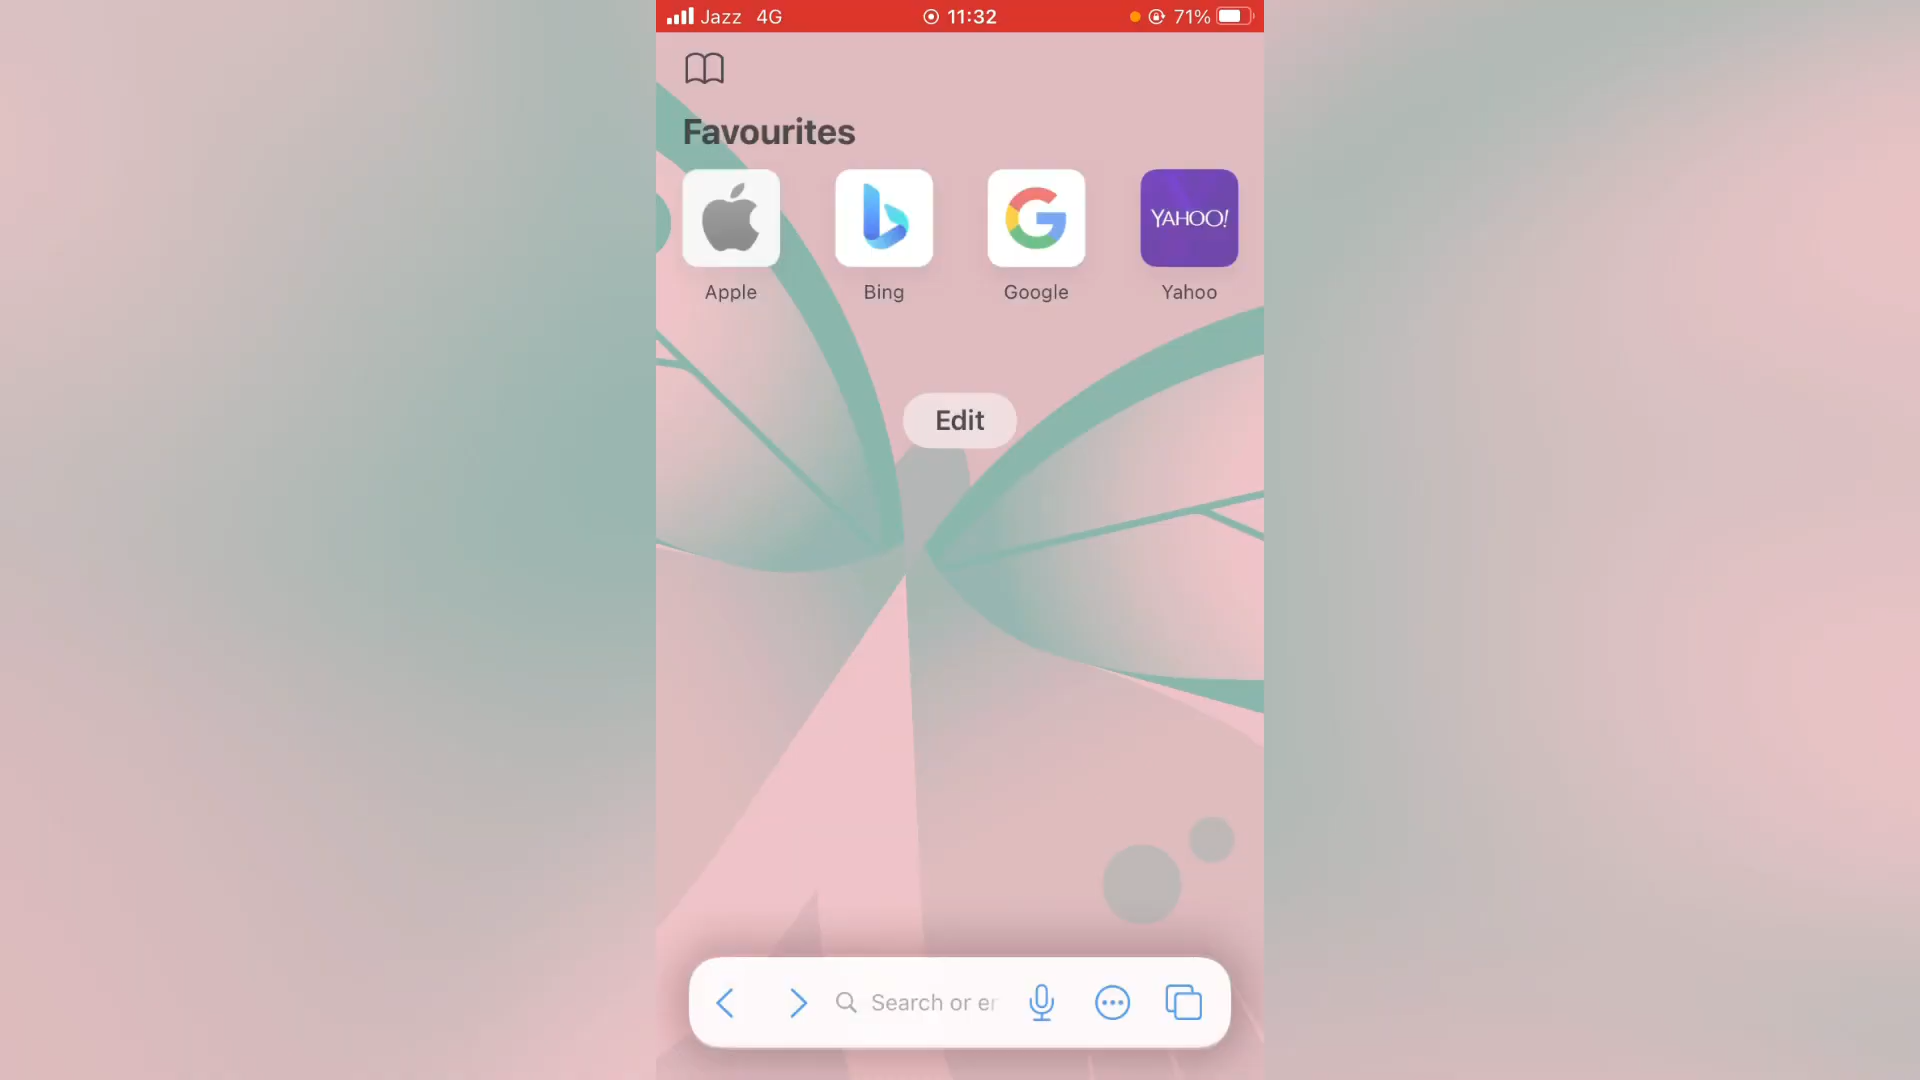 Jazz 4G 11:32 71%
Favourites
YAHOO!
Apple Bing Google Yahoo
Edit
Search or er